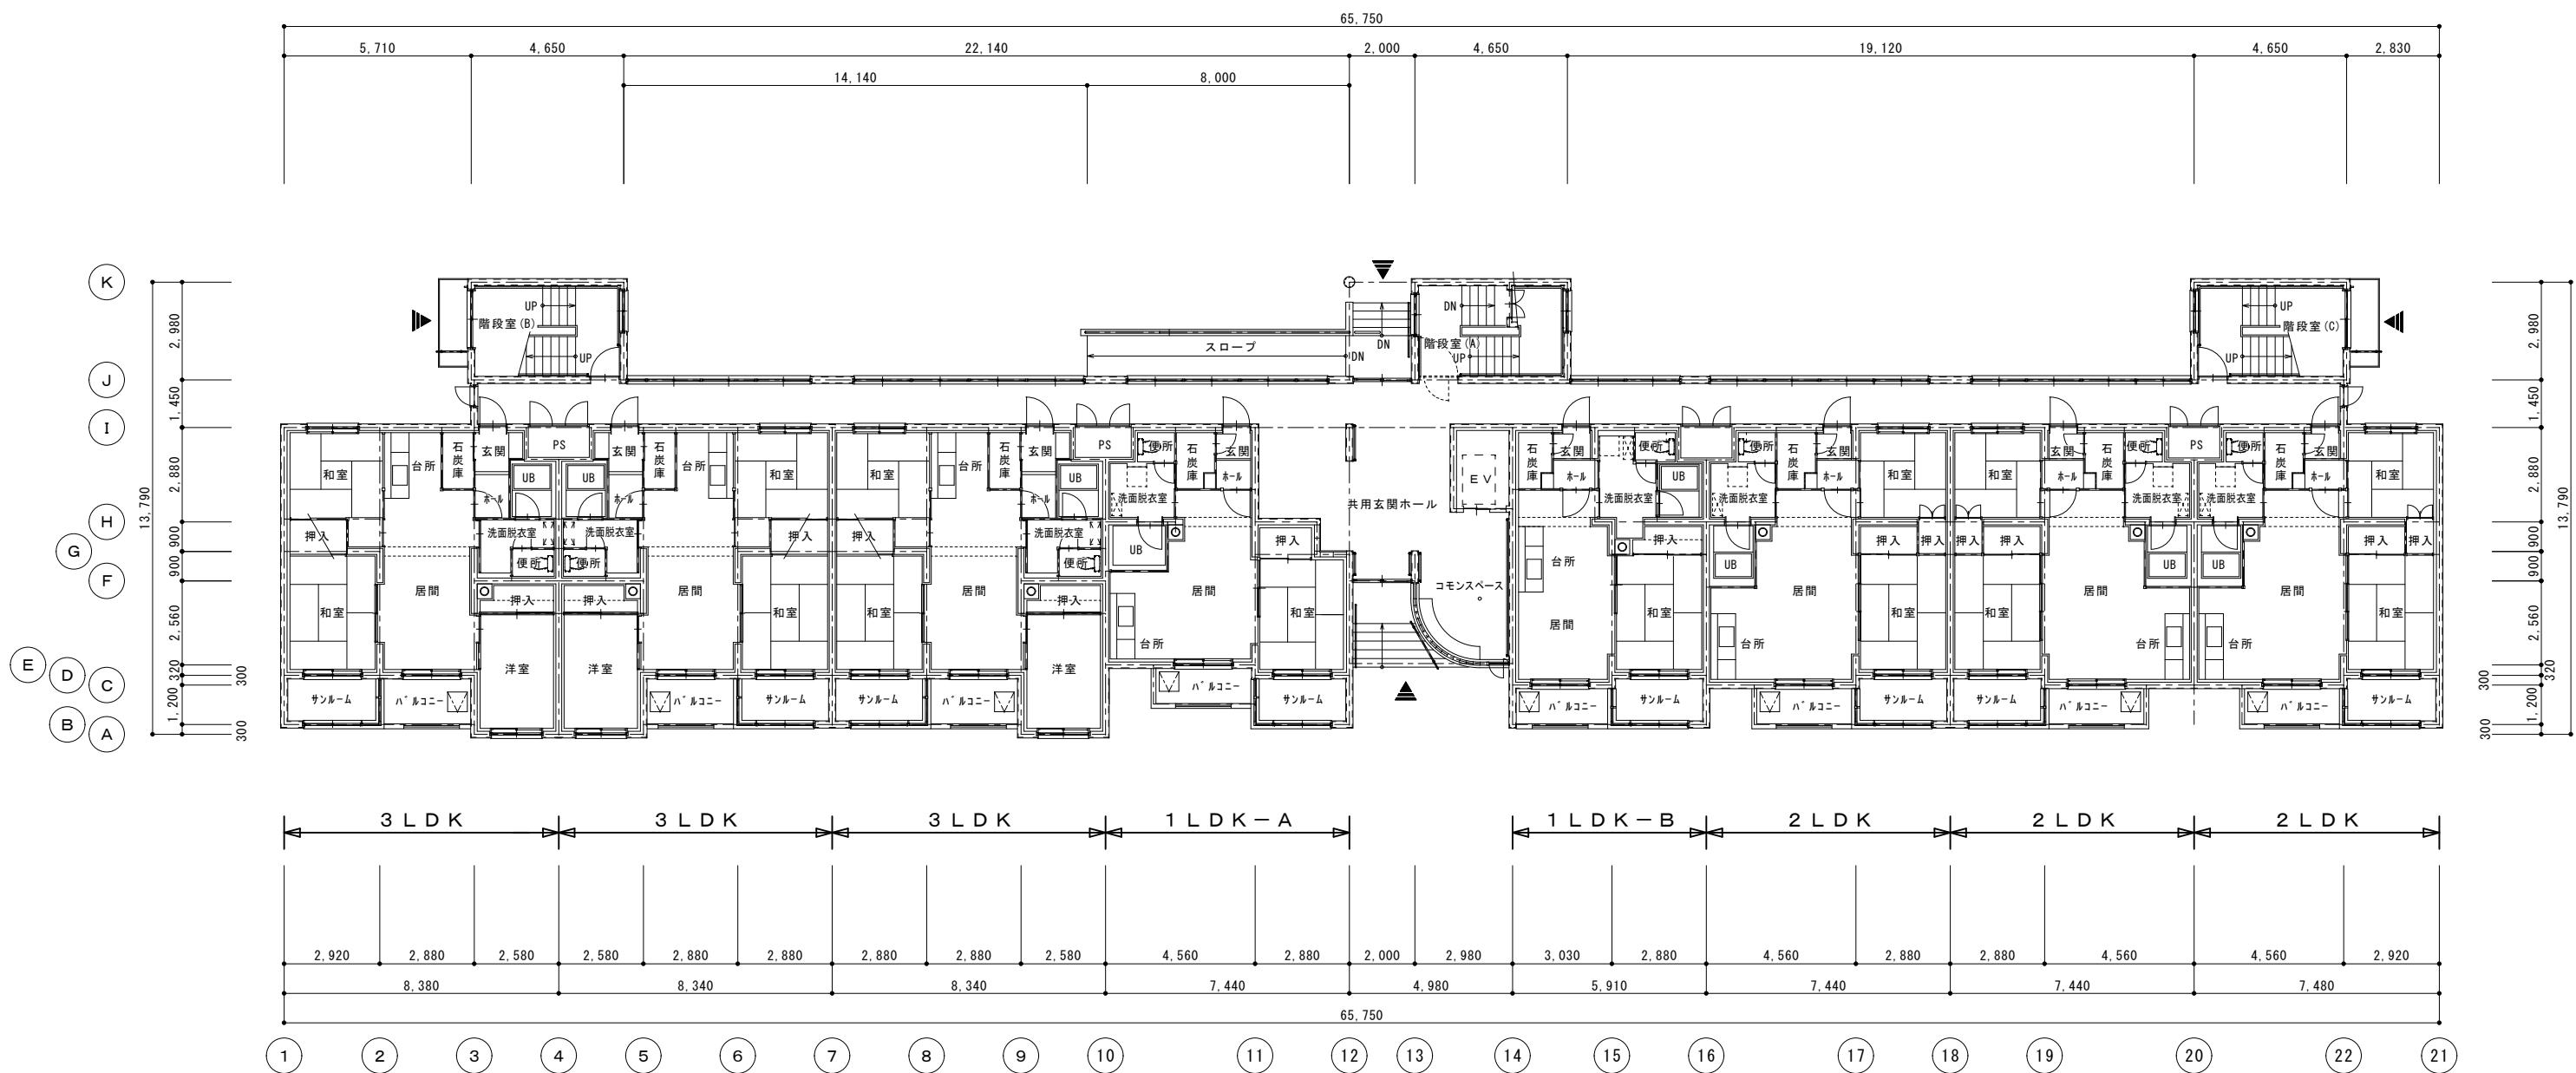 65,750
5,710 4,650 22,140 2,000 4,650 19,120 4,650 2,830
14,140 8,000
K
J
I
H
G
F
E
D
C
B
A
13,790
2,980
1,450
2,880
900
900
2,560
320
300
1,200
300
UP
階段室(B)
UP
スロープ
DN
DN
DN
階段室(A)
UP
UP
階段室(C)
UP
2,980
1,450
2,880
900
900
2,560
320
300
1,200
300
13,790
和室 台所 石炭庫 玄関 PS 玄関 石炭庫 台所 和室 和室 台所 石炭庫 玄関 PS 便所 石炭庫 玄関
UB UB UB
ホール ホール ホール ホール
押入 洗面脱衣室 洗面脱衣室 押入 押入 洗面脱衣室 洗面脱衣室
便所 便所 便所 UB 押入
和室 居間 押入 押入 居間 和室 和室 居間 押入 居間 和室
洋室 洋室 洋室 台所
サンルーム バルコニー バルコニー サンルーム サンルーム バルコニー バルコニー サンルーム
共用玄関ホール
EV
コモンスペース
石炭庫 玄関 便所 便所 石炭庫 玄関 和室 和室 玄関 石炭庫 便所 PS 便所 石炭庫 玄関 和室
ホール UB ホール ホール ホール
洗面脱衣室 洗面脱衣室 洗面脱衣室 洗面脱衣室
台所 押入 押入 押入 押入 押入 押入 押入
UB UB UB
居間 和室 居間 和室 和室 居間 居間 和室
台所 台所 台所
バルコニー サンルーム バルコニー サンルーム サンルーム バルコニー バルコニー サンルーム
3LDK 3LDK 3LDK 1LDK-A 1LDK-B 2LDK 2LDK 2LDK
2,920 2,880 2,580 2,580 2,880 2,880 2,880 2,880 2,580 4,560 2,880 2,000 2,980 3,030 2,880 4,560 2,880 2,880 4,560 4,560 2,920
8,380 8,340 8,340 7,440 4,980 5,910 7,440 7,440 7,480
65,750
1 2 3 4 5 6 7 8 9 10 11 12 13 14 15 16 17 18 19 20 22 21